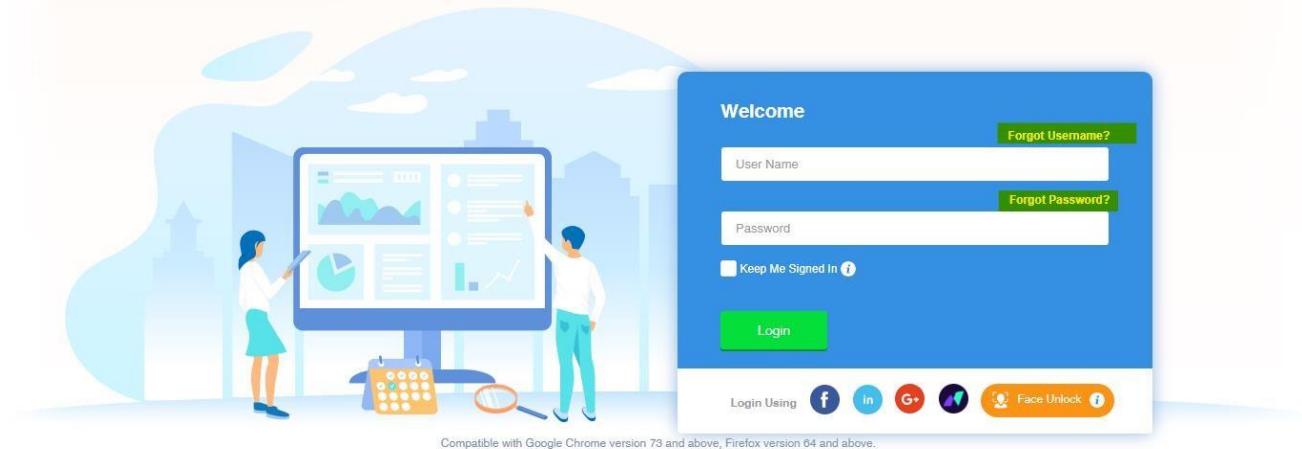 Welcome
Forgot Username?
User Name
Forgot Password?
Password
Keep Me Signed In i
Login
Login Using f in G+ Face Unlock i
Compatible with Google Chrome version 73 and above, Firefox version 64 and above.